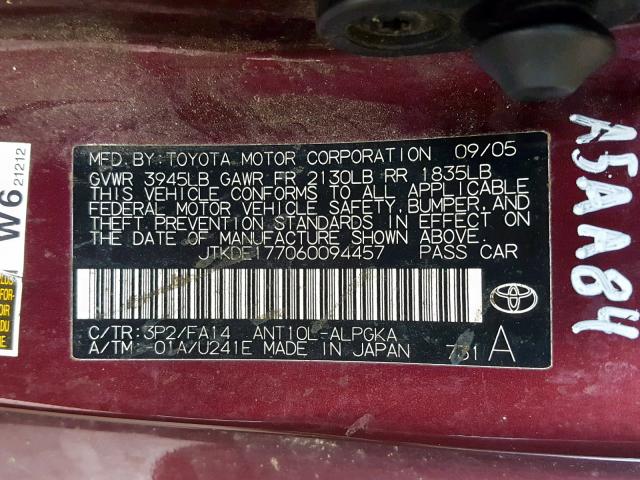 MFD.BY:TOYOTA MOTOR CORPORATION 09/05
GVWR 3945LB GAWR FR 2130LB RR 1835LB
THIS VEHICLE CONFORMS TO ALL APPLICABLE
FEDERAL MOTOR VEHICLE SAFETY, BUMPER, AND
THEFT PREVENTION STANDARDS IN EFFECT ON
THE DATE OF MANUFACTURE SHOWN ABOVE.
JTKDE177060094457 PASS CAR
C/TR:3P2/FA14 ANT10L-ALPGKA
A/TM:-01A/U241E MADE IN JAPAN 731 A
W6
21212
A5AA84